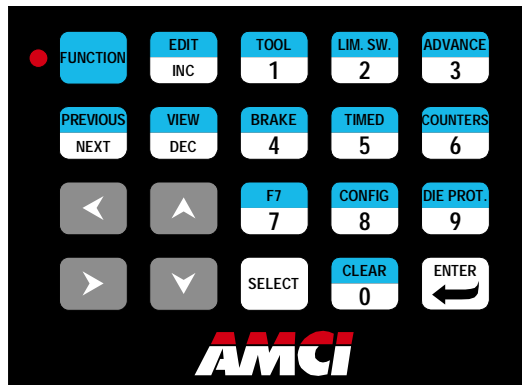 FUNCTION
EDIT
INC
TOOL
1
LIM. SW.
2
ADVANCE
3
PREVIOUS
NEXT
VIEW
DEC
BRAKE
4
TIMED
5
COUNTERS
6
F7
7
CONFIG
8
DIE PROT.
9
SELECT
CLEAR
0
ENTER
AMCI